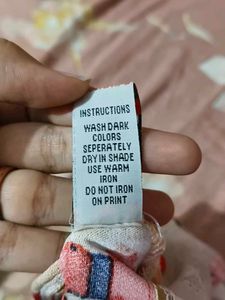 INSTRUCTIONS
WASH DARK
COLORS
SEPERATELY
DRY IN SHADE
USE WARM
IRON
DO NOT IRON
ON PRINT